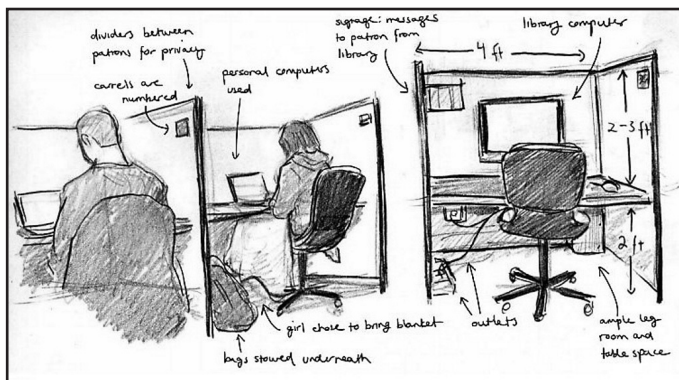 dividers between
patrons for privacy
carrels are
numbered
personal computers
used
signage: messages
to patron from
library
4 ft
library computer
2-3 ft
2 ft
girl chose to bring blanket
bags stowed underneath
outlets
ample leg
room and
table space